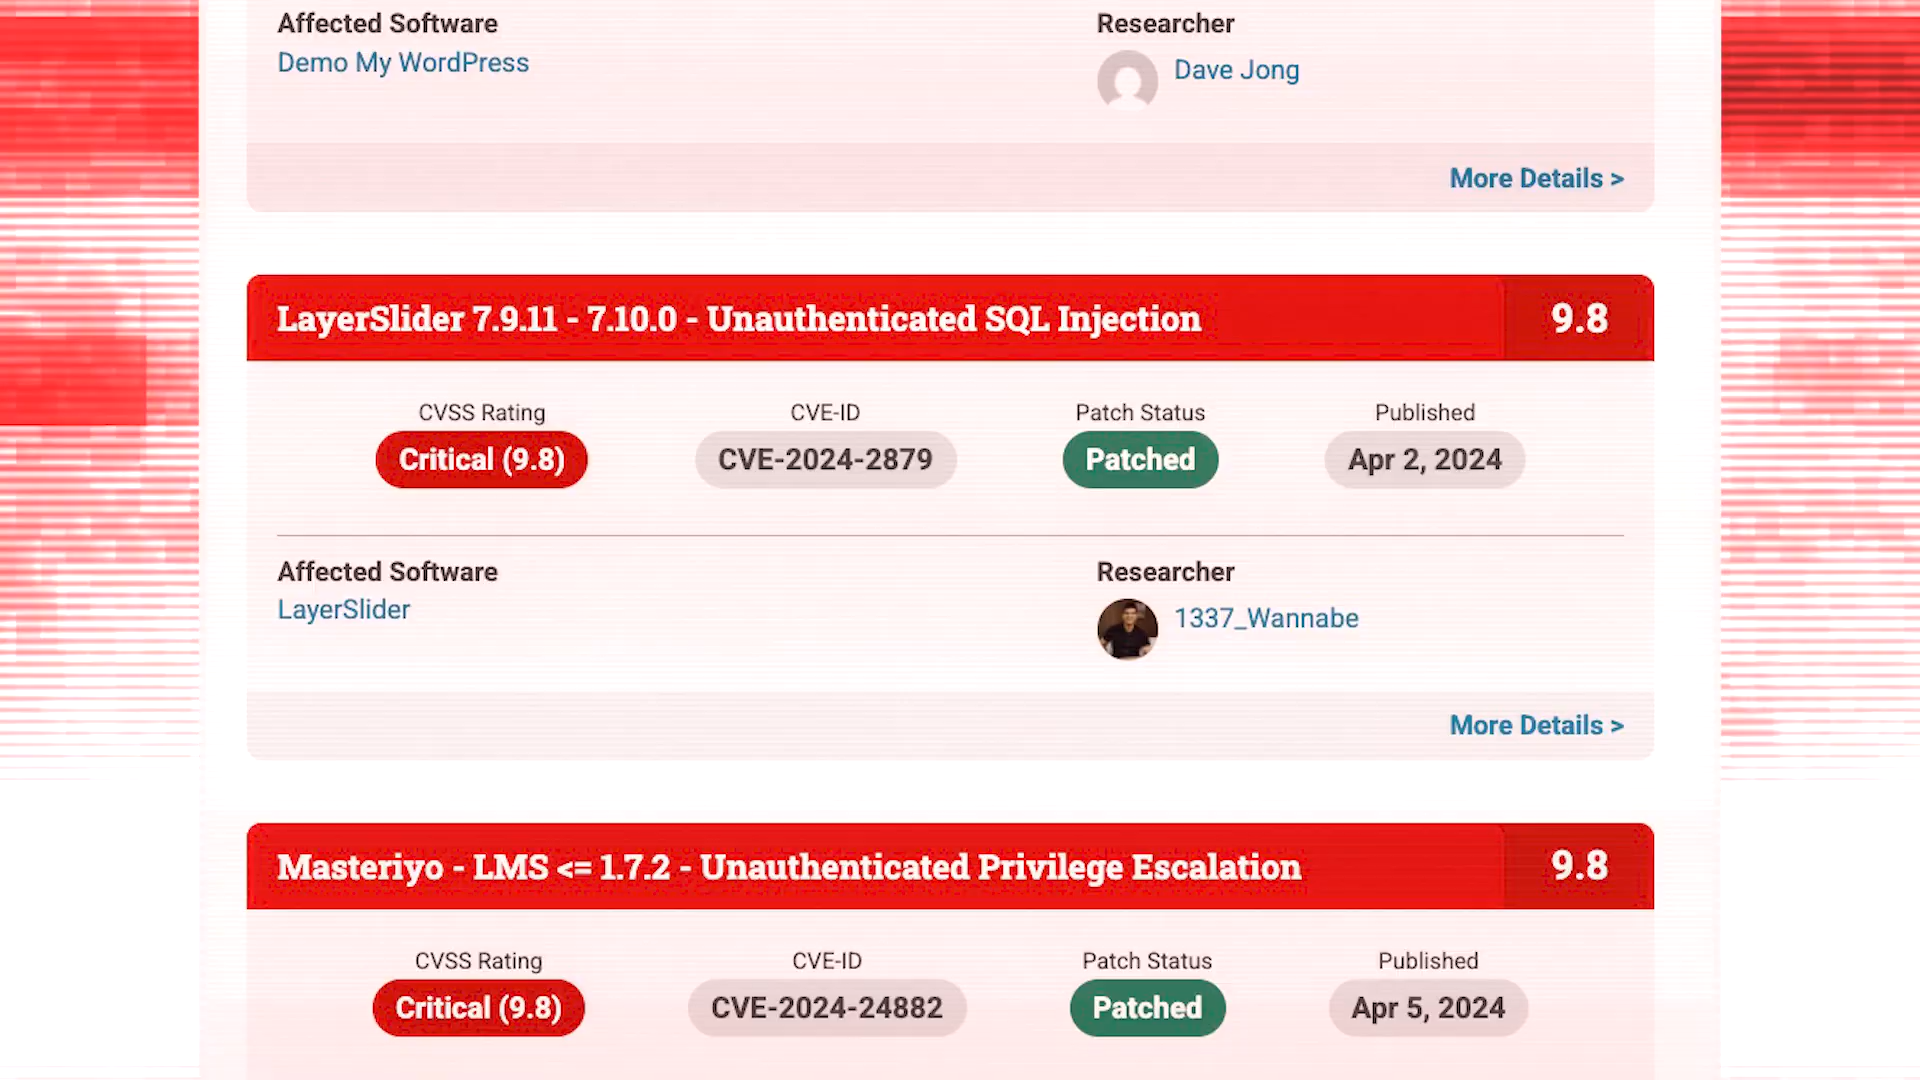 Affected Software
Researcher
Demo My WordPress
Dave Jong
More Details >
LayerSlider 7.9.11 - 7.10.0 - Unauthenticated SQL Injection
9.8
CVSS Rating
CVE-ID
Patch Status
Published
Critical (9.8)
CVE-2024-2879
Patched
Apr 2, 2024
Affected Software
Researcher
LayerSlider
1337_Wannabe
More Details >
Masteriyo - LMS <= 1.7.2 - Unauthenticated Privilege Escalation
9.8
CVSS Rating
CVE-ID
Patch Status
Published
Critical (9.8)
CVE-2024-24882
Patched
Apr 5, 2024